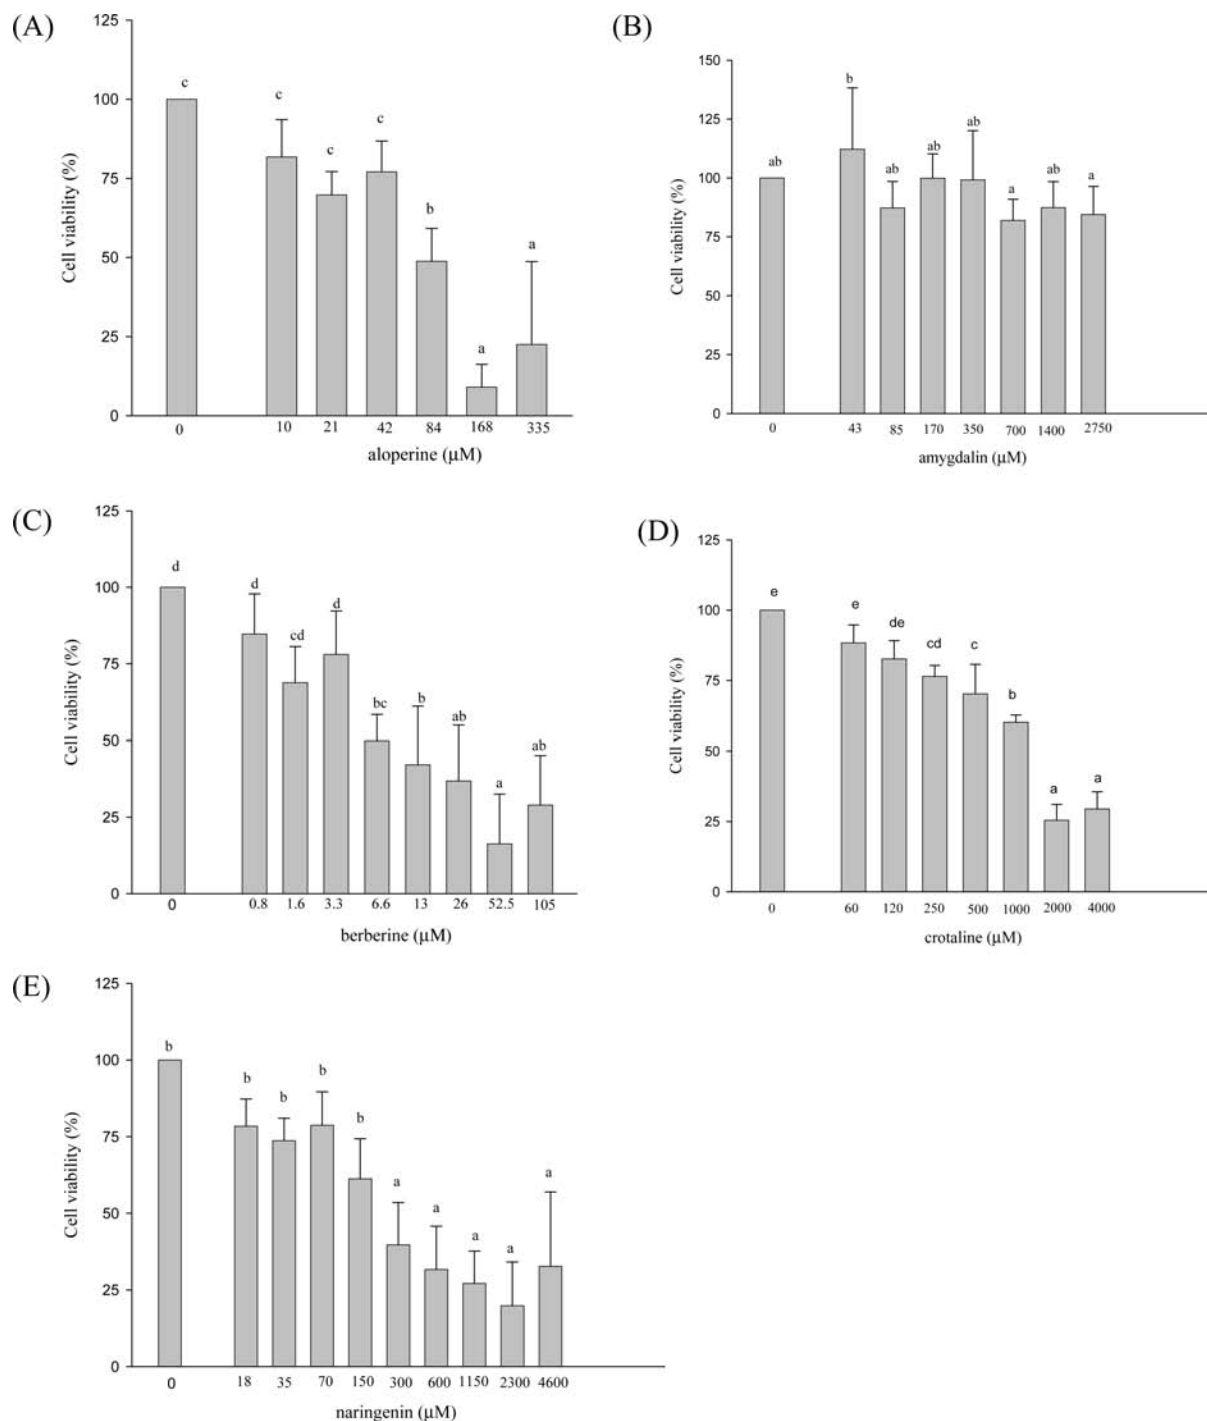 (A)
125
100
75
50
25
0
Cell viability (%)
c
c
c
c
b
a
a
0 10 21 42 84 168 335
aloperine (µM)
(B)
150
125
100
75
50
25
0
Cell viability (%)
ab
b
ab
ab
ab
a
ab
a
0 43 85 170 350 700 1400 2750
amygdalin (µM)
(C)
125
100
75
50
25
0
Cell viability (%)
d
d
cd
d
bc
b
ab
a
ab
0 0.8 1.6 3.3 6.6 13 26 52.5 105
berberine (µM)
(D)
125
100
75
50
25
0
Cell viability (%)
e
e
de
cd
c
b
a
a
0 60 120 250 500 1000 2000 4000
crotaline (µM)
(E)
125
100
75
50
25
0
Cell viability (%)
b
b
b
b
b
a
a
a
a
a
0 18 35 70 150 300 600 1150 2300 4600
naringenin (µM)